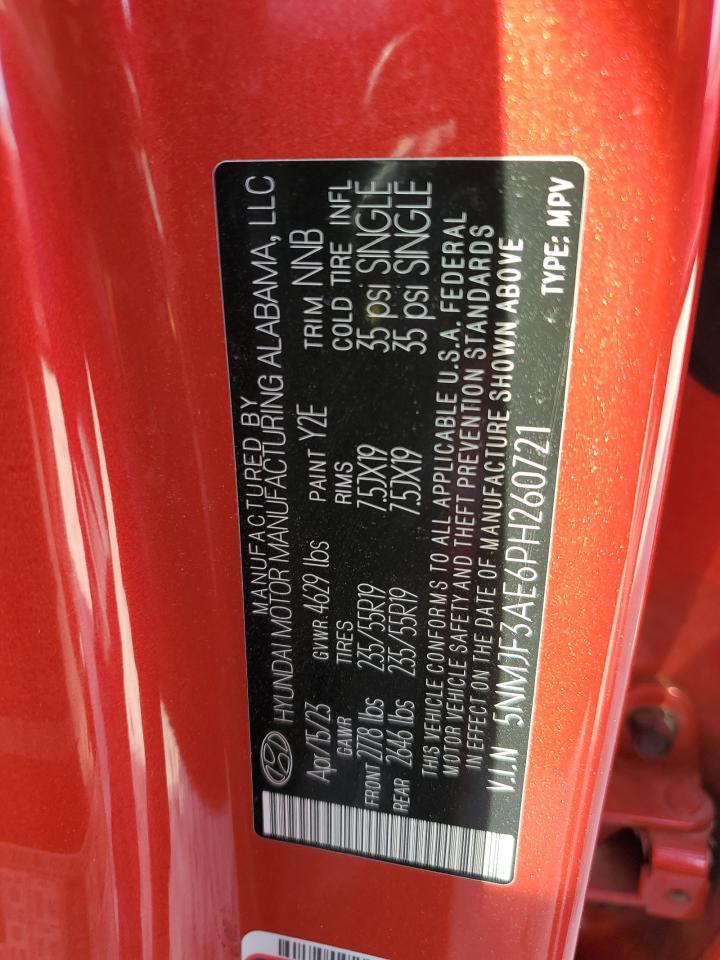 MANUFACTURED BY
HYUNDAI MOTOR MANUFACTURING ALABAMA, LLC
Apr/15/23 GVWR 4629 lbs PAINT Y2E TRIM NNB
GAWR TIRES RIMS COLD TIRE INFL
FRONT 2778 lbs 235/55R19 7.5JX19 35 psi SINGLE
REAR 2646 lbs 235/55R19 7.5JX19 35 psi SINGLE
THIS VEHICLE CONFORMS TO ALL APPLICABLE U.S.A. FEDERAL
MOTOR VEHICLE SAFETY AND THEFT PREVENTION STANDARDS
IN EFFECT ON THE DATE OF MANUFACTURE SHOWN ABOVE
V.I.N 5NMJF3AE6PH260721 TYPE: MPV